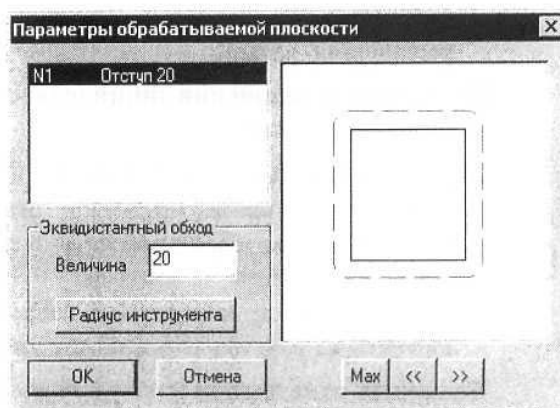 Параметры обрабатываемой плоскости
N1 Отступ 20
Эквидистантный обход
Величина 20
Радиус инструмента
OK Отмена Max << >>